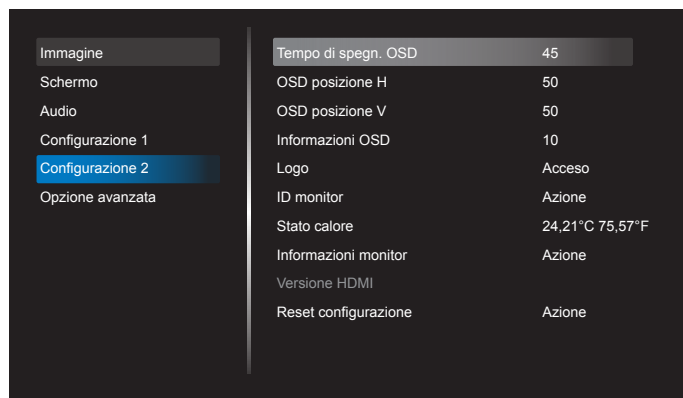 Immagine
Schermo
Audio
Configurazione 1
Configurazione 2
Opzione avanzata
Tempo di spegn. OSD 45
OSD posizione H 50
OSD posizione V 50
Informazioni OSD 10
Logo Acceso
ID monitor Azione
Stato calore 24,21°C 75,57°F
Informazioni monitor Azione
Versione HDMI
Reset configurazione Azione